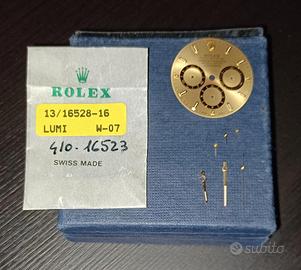 ROLEX
13/16528-16
LUMI W-07
410-16523
SWISS MADE
subito